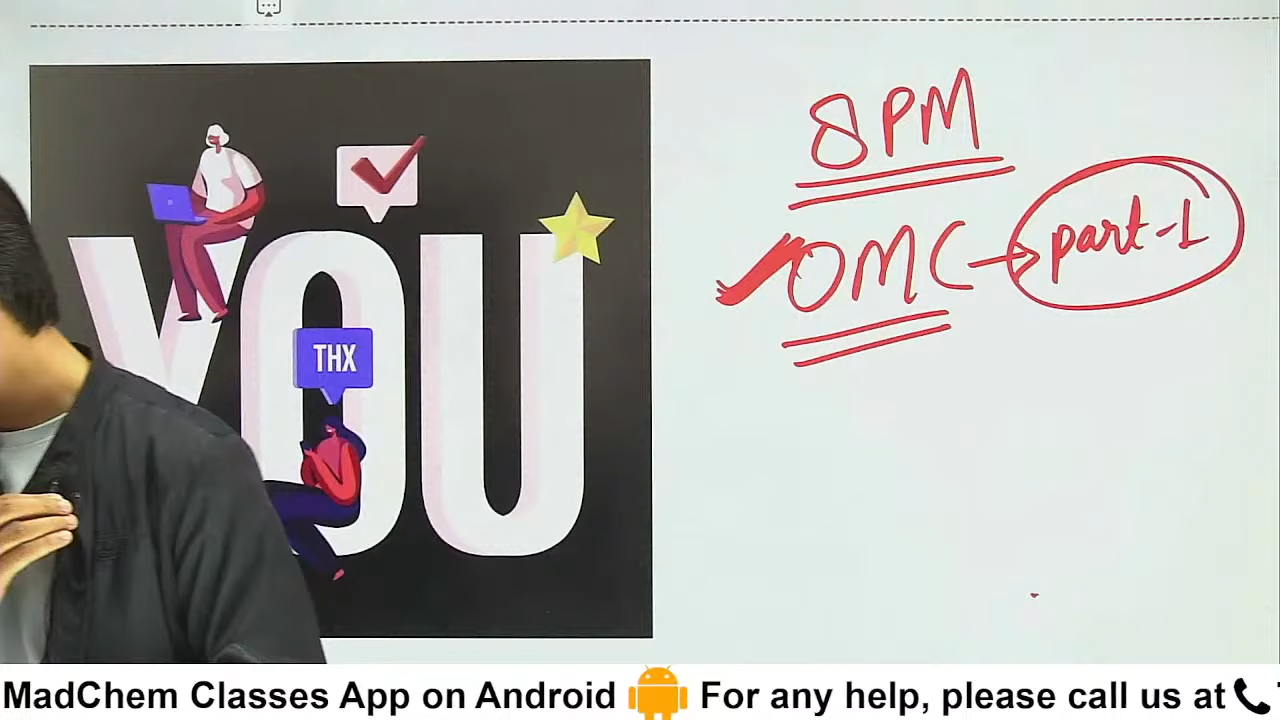 8PM
OMC → part-1
YOU
THX
MadChem Classes App on Android For any help, please call us at